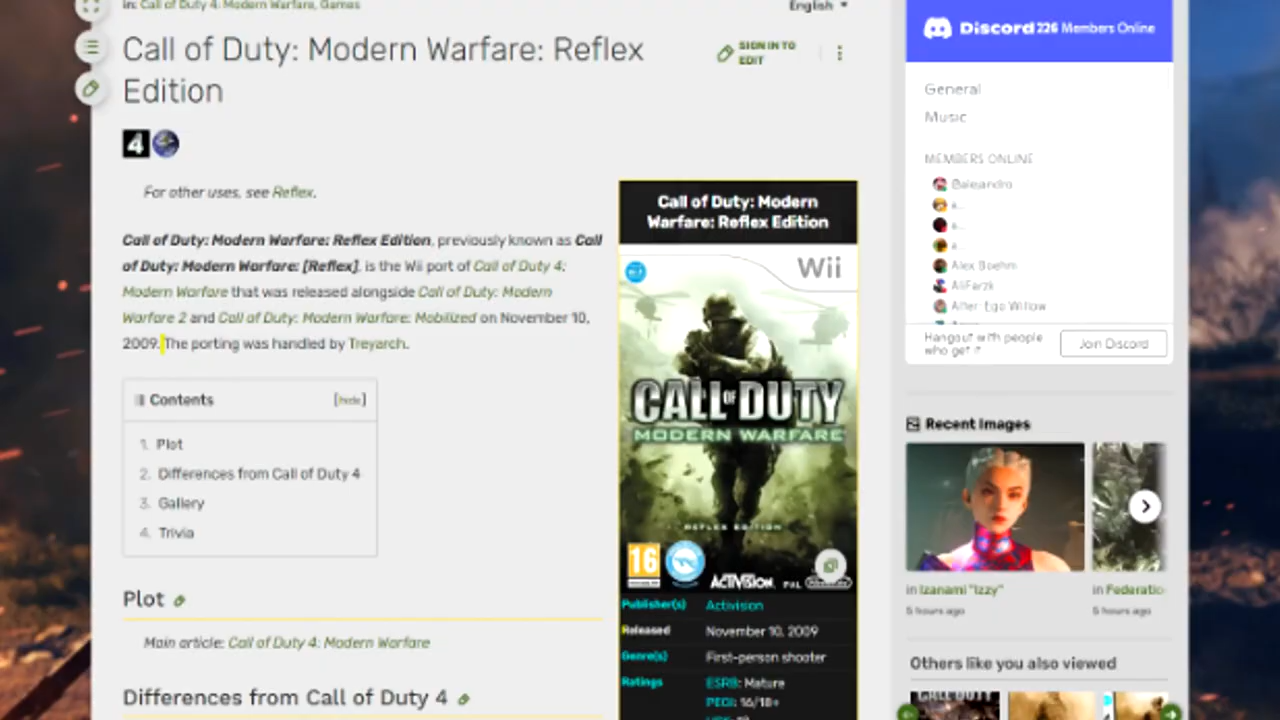 in: Call of Duty 4: Modern Warfare, Games
English
Call of Duty: Modern Warfare: Reflex
Edition
SIGN IN TO
EDIT
4
For other uses, see Reflex.
Call of Duty: Modern Warfare: Reflex Edition, previously known as Call
of Duty: Modern Warfare: [Reflex], is the Wii port of Call of Duty 4:
Modern Warfare that was released alongside Call of Duty: Modern
Warfare 2 and Call of Duty: Modern Warfare: Mobilized on November 10,
2009. The porting was handled by Treyarch.
Contents [hide]
1. Plot
2. Differences from Call of Duty 4
3. Gallery
4. Trivia
Plot
Main article: Call of Duty 4: Modern Warfare
Differences from Call of Duty 4
Call of Duty: Modern
Warfare: Reflex Edition
Wii
CALL OF DUTY
MODERN WARFARE
REFLEX EDITION
16
ACTIVISION PAL Nintendo
Publisher(s) Activision
Released November 10, 2009
Genre(s) First-person shooter
Ratings ESRB: Mature
PEGI: 16/18+
Discord 226 Members Online
General
Music
MEMBERS ONLINE
Balejandro
a...
a...
a...
Alex Boehm
AliFarzk
Alter Ego Willow
Hangout with people
who get it
Join Discord
Recent Images
in Izanami "Izzy"
5 hours ago
in Federatio
5 hours ago
Others like you also viewed
CALL OF DUTY